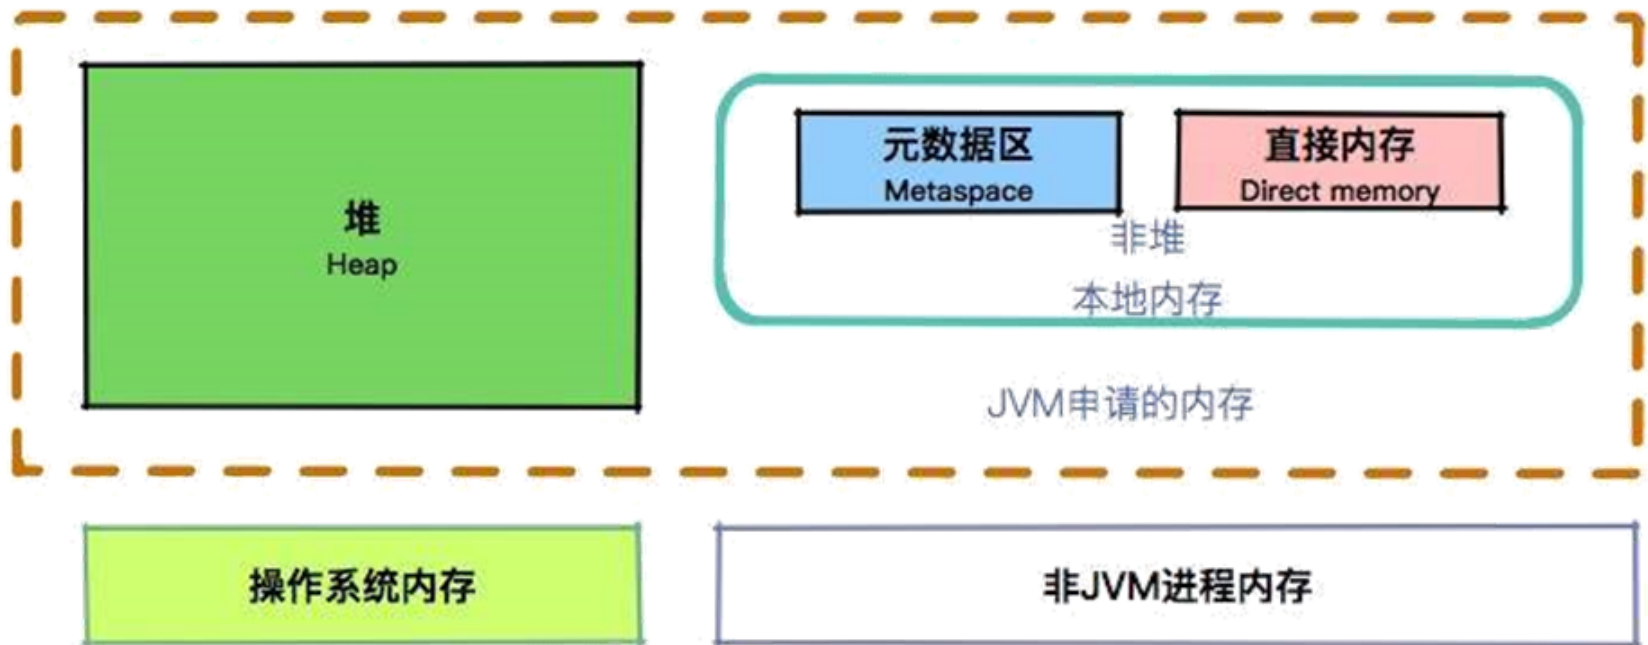 堆
Heap
元数据区
Metaspace
直接内存
Direct memory
非堆
本地内存
JVM申请的内存
操作系统内存
非JVM进程内存